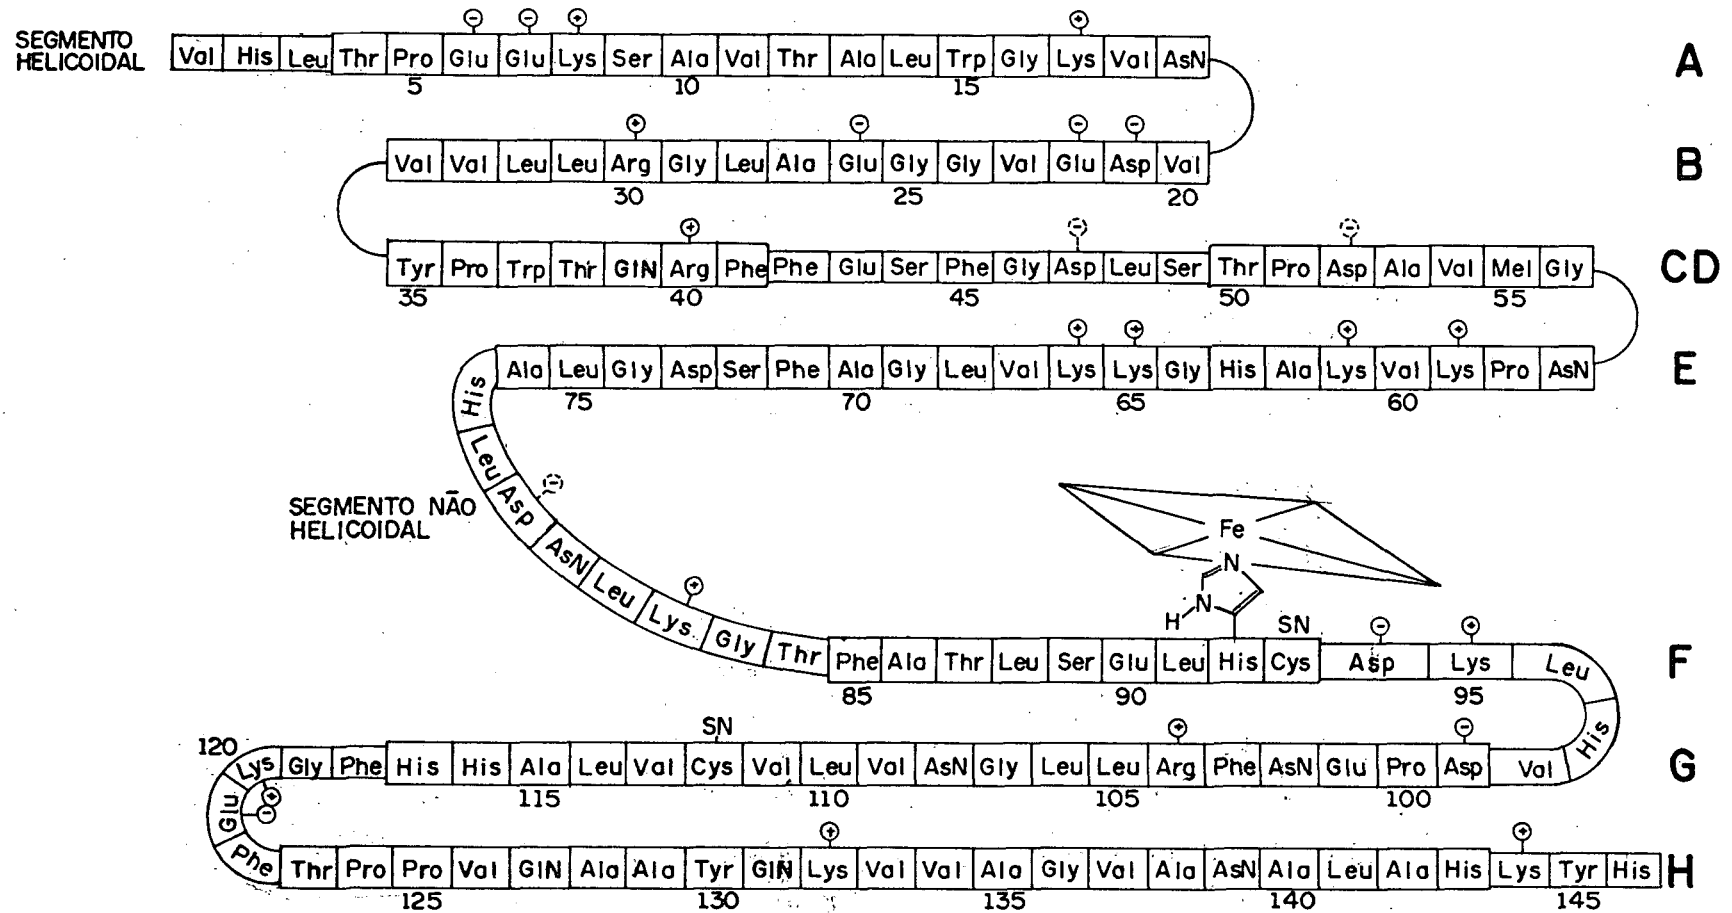 SEGMENTO
HELICOIDAL
Val His Leu Thr Pro Glu Glu Lys Ser Ala Val Thr Ala Leu Trp Gly Lys Val AsN A
5 10 15
Val Val Leu Leu Arg Gly Leu Ala Glu Gly Gly Val Glu Asp Val B
30 25 20
Tyr Pro Trp Thr GlN Arg Phe Phe Glu Ser Phe Gly Asp Leu Ser Thr Pro Asp Ala Val Mel Gly CD
35 40 45 50 55
Ala Leu Gly Asp Ser Phe Ala Gly Leu Val Lys Lys Gly His Ala Lys Val Lys Pro AsN E
75 70 65 60
His
Leu
Asp
AsN
Leu
Lys
Gly
Thr
SEGMENTO NÃO
HELICOIDAL
Fe
N
N
H
SN
Phe Ala Thr Leu Ser Glu Leu His Cys Asp Lys Leu F
85 90 95
His
SN
120
Lys Gly Phe His His Ala Leu Val Cys Val Leu Val AsN Gly Leu Leu Arg Phe AsN Glu Pro Asp Val G
115 110 105 100
Glu
Phe Thr Pro Pro Val GlN Ala Ala Tyr GlN Lys Val Val Ala Gly Val Ala AsN Ala Leu Ala His Lys Tyr His H
125 130 135 140 145